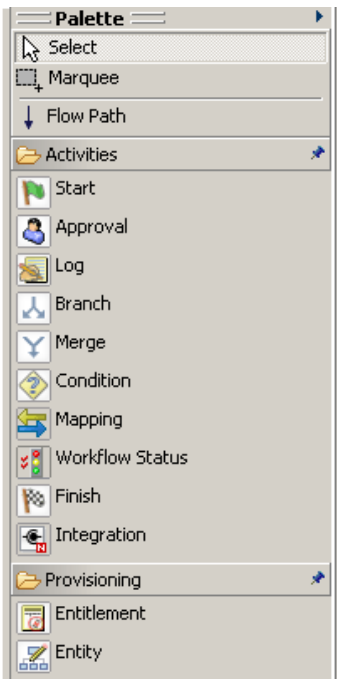 Palette
Select
Marquee
Flow Path
Activities
Start
Approval
Log
Branch
Merge
Condition
Mapping
Workflow Status
Finish
Integration
Provisioning
Entitlement
Entity